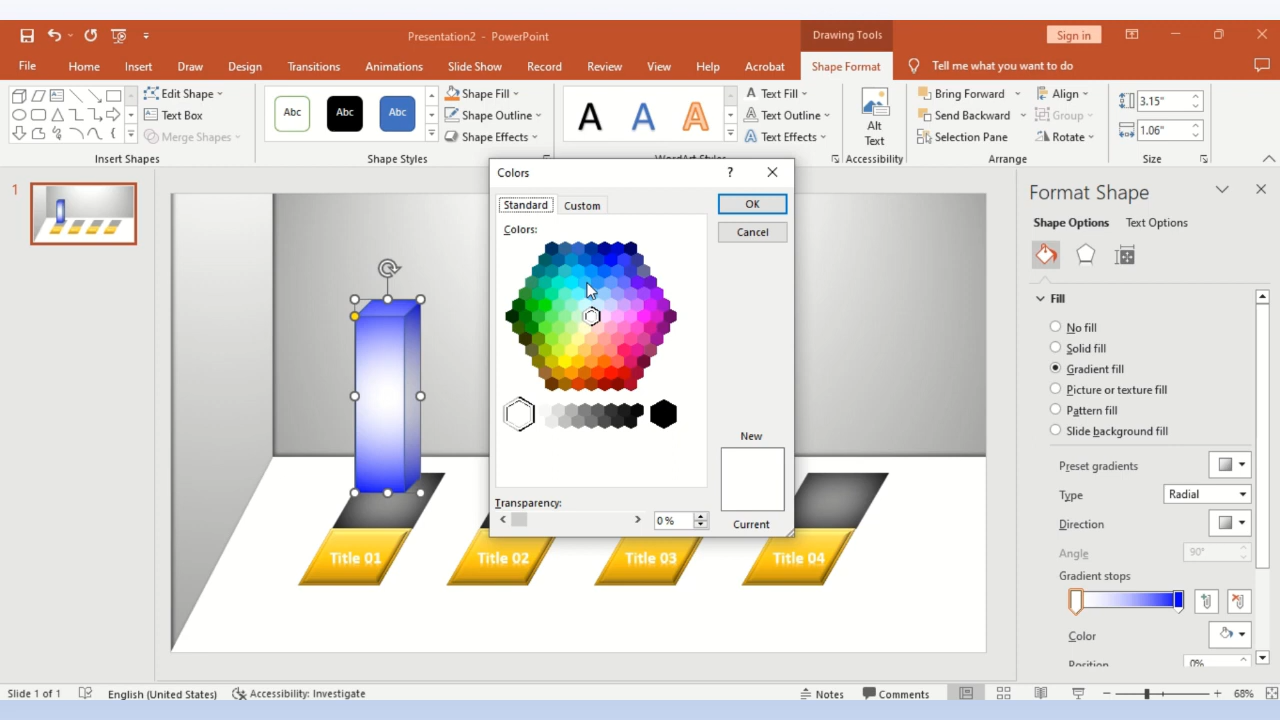 Presentation2 - PowerPoint
Drawing Tools
Sign in
File
Home
Insert
Draw
Design
Transitions
Animations
Slide Show
Record
Review
View
Help
Acrobat
Shape Format
Tell me what you want to do
Edit Shape
Text Box
Merge Shapes
Insert Shapes
Abc
Abc
Abc
Shape Fill
Shape Outline
Shape Effects
Shape Styles
A
A
A
A Text Fill
A Text Outline
A Text Effects
WordArt Styles
Alt
Text
Accessibility
Bring Forward
Send Backward
Selection Pane
Align
Group
Rotate
Arrange
3.15"
1.06"
Size
1
Colors
?
Standard
Custom
OK
Cancel
Colors:
New
Current
Transparency:
0 %
Title 01
Title 02
Title 03
Title 04
Format Shape
Shape Options
Text Options
Fill
No fill
Solid fill
Gradient fill
Picture or texture fill
Pattern fill
Slide background fill
Preset gradients
Type
Radial
Direction
Angle
90°
Gradient stops
Color
Position
0%
Slide 1 of 1
English (United States)
Accessibility: Investigate
Notes
Comments
68%